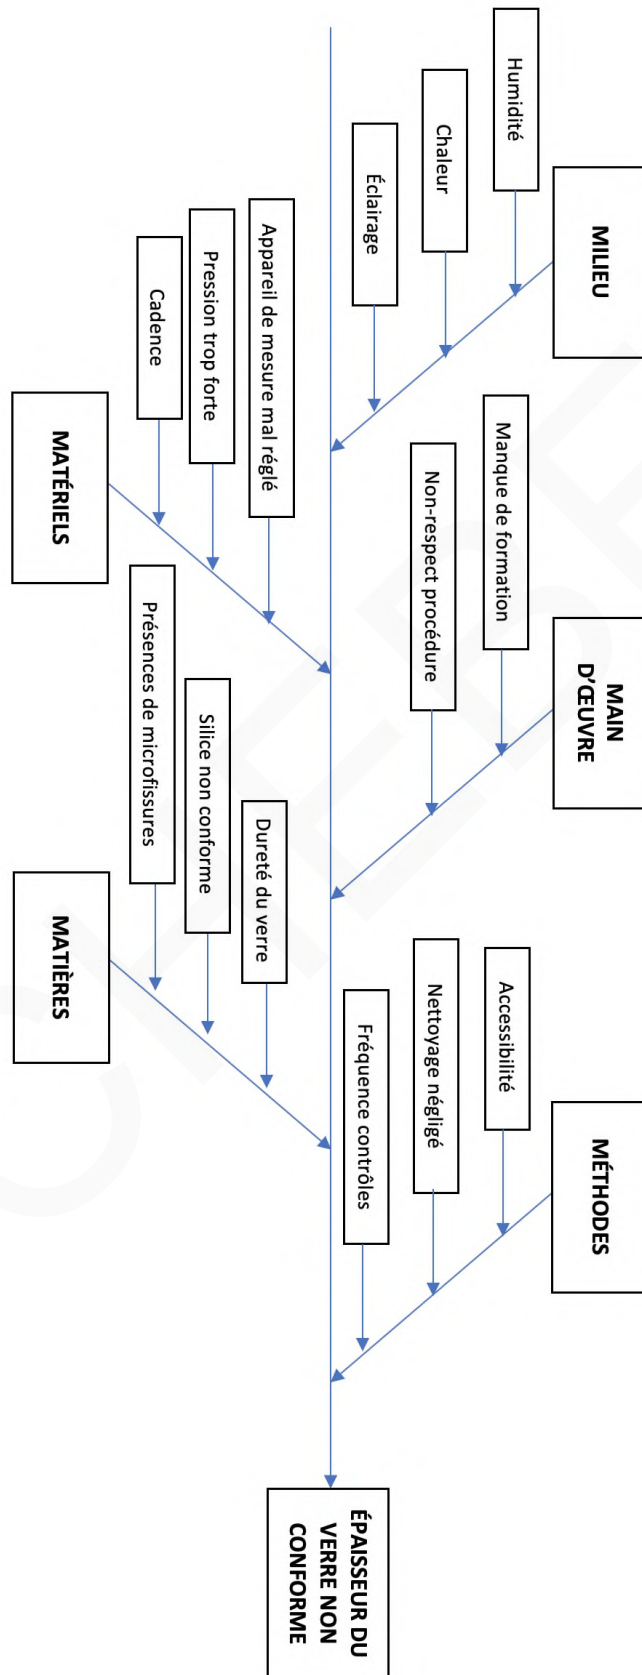 MILIEU
Humidité
Chaleur
Éclairage
MAIN
D'ŒUVRE
Manque de formation
Non-respect procédure
MÉTHODES
Accessibilité
Nettoyage négligé
Fréquence contrôles
Appareil de mesure mal réglé
Pression trop forte
Cadence
MATÉRIELS
Dureté du verre
Silice non conforme
Présences de microfissures
MATIÈRES
ÉPAISSEUR DU
VERRE NON
CONFORME